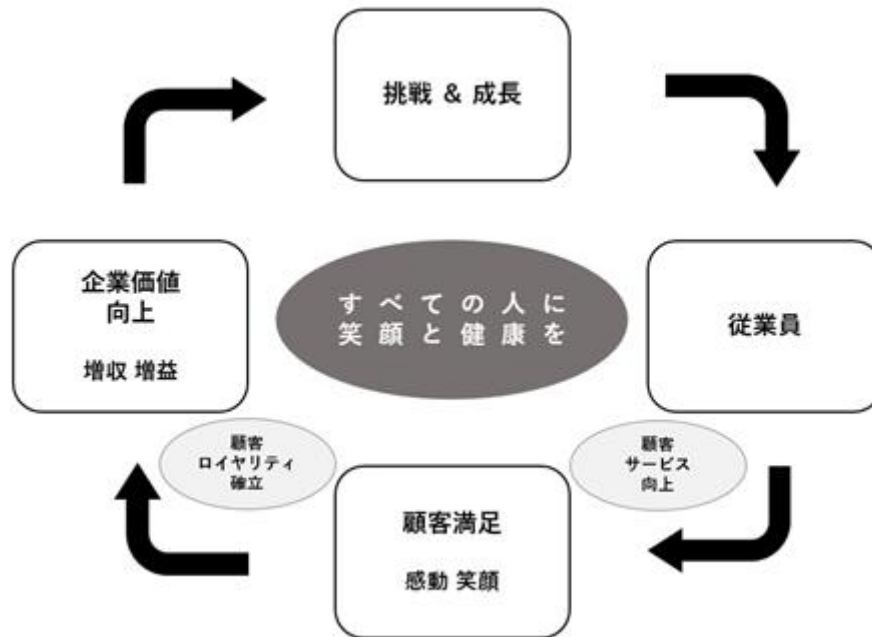 挑戦 & 成長
企業価値
向上
増収 増益
すべての人に
笑顔と健康を
従業員
顧客
ロイヤリティ
確立
顧客
サービス
向上
顧客満足
感動 笑顔